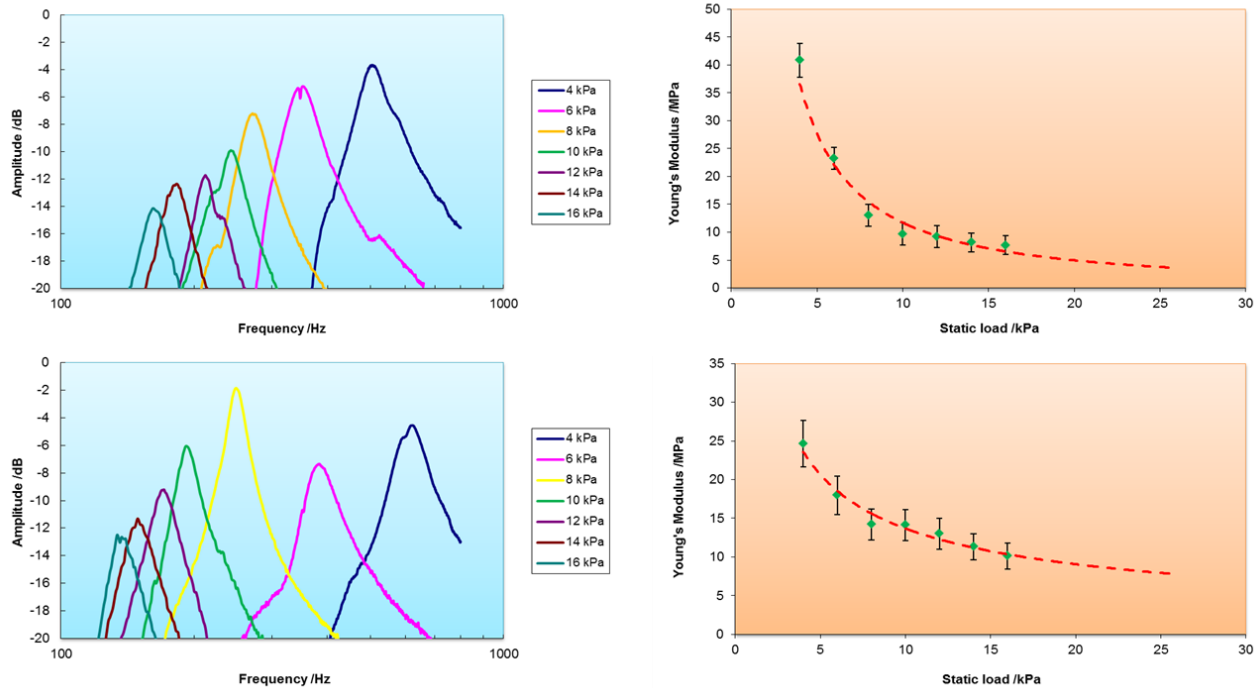 0
-2
-4
-6
-8
-10
-12
-14
-16
-18
-20
Amplitude /dB
100
1000
Frequency /Hz
4 kPa
6 kPa
8 kPa
10 kPa
12 kPa
14 kPa
16 kPa
50
45
40
35
30
25
20
15
10
5
0
Young's Modulus /MPa
0
5
10
15
20
25
30
Static load /kPa
0
-2
-4
-6
-8
-10
-12
-14
-16
-18
-20
Amplitude /dB
100
1000
Frequency /Hz
4 kPa
6 kPa
8 kPa
10 kPa
12 kPa
14 kPa
16 kPa
35
30
25
20
15
10
5
0
Young's Modulus /MPa
0
5
10
15
20
25
30
Static load /kPa